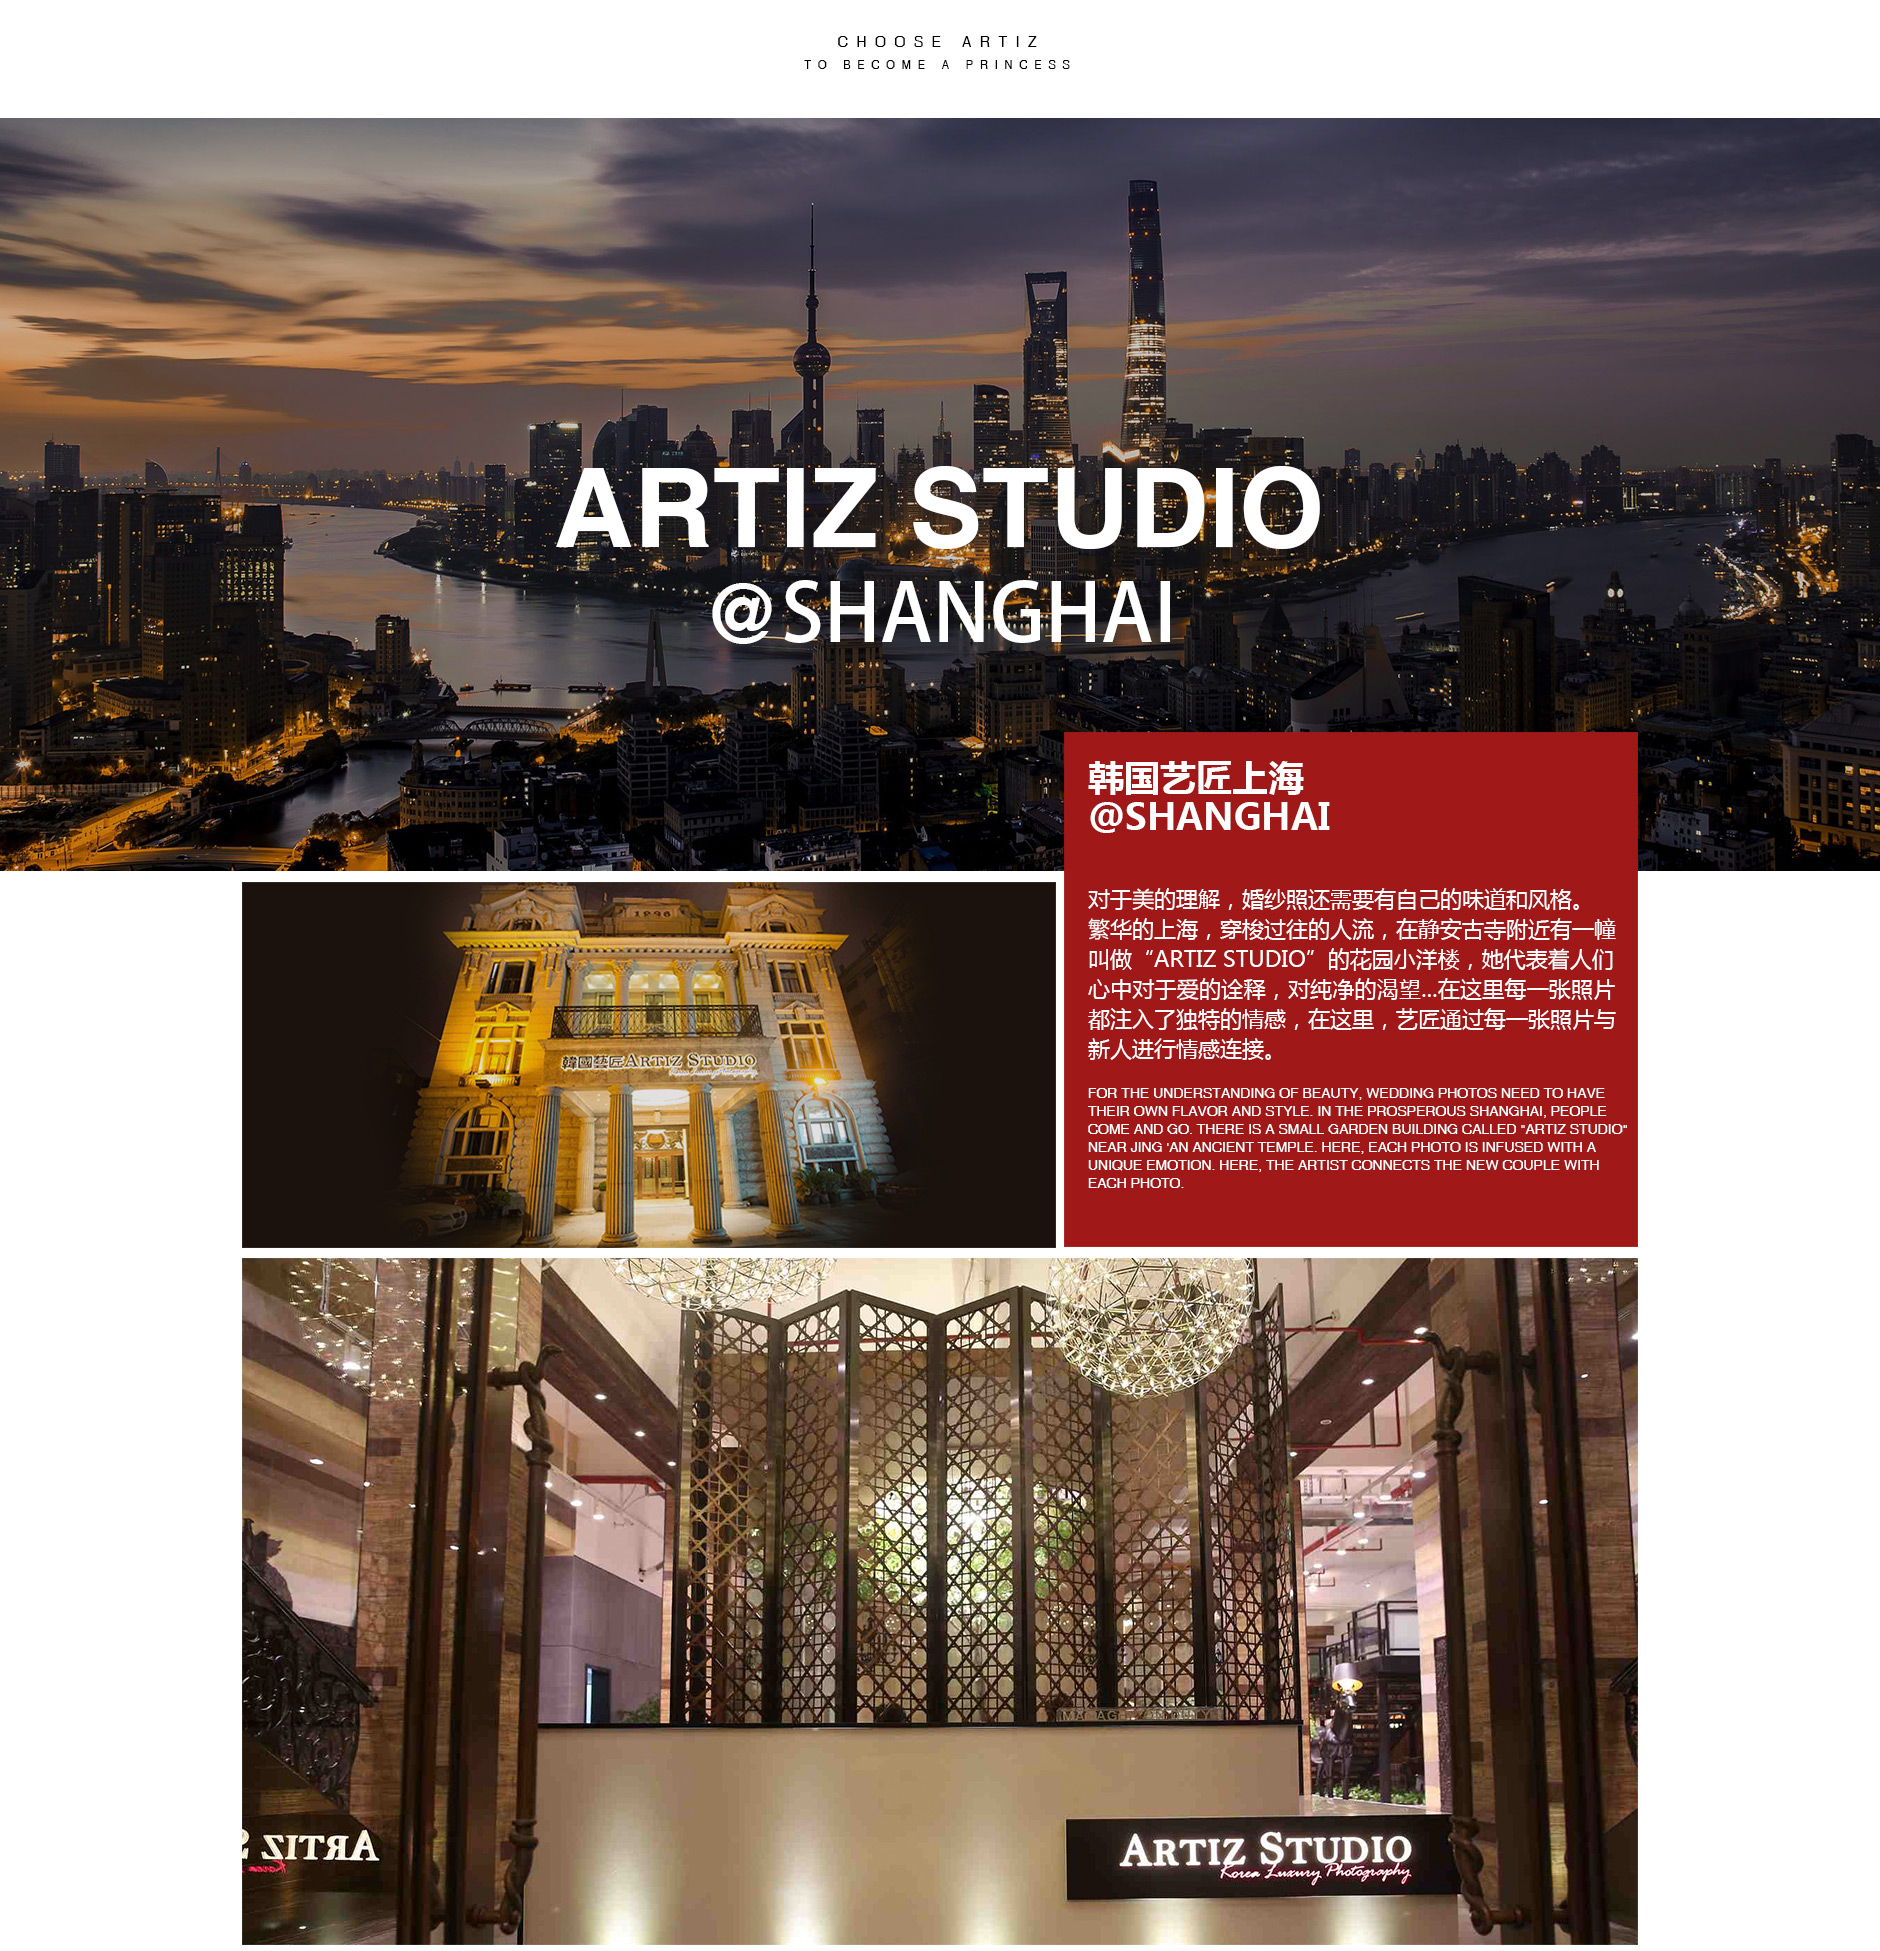 CHOOSE ARTIZ
TO BECOME A PRINCESS
ARTIZ STUDIO
@SHANGHAI
韩国艺匠上海
@SHANGHAI
对于美的理解，婚纱照还需要有自己的味道和风格。
繁华的上海，穿梭过往的人流，在静安古寺附近有一幢
叫做“ARTIZ STUDIO”的花园小洋楼，她代表着人们
心中对于爱的诠释，对纯净的渴望...在这里每一张照片
都注入了独特的情感，在这里，艺匠通过每一张照片与
新人进行情感连接。
FOR THE UNDERSTANDING OF BEAUTY, WEDDING PHOTOS NEED TO HAVE
THEIR OWN FLAVOR AND STYLE. IN THE PROSPEROUS SHANGHAI, PEOPLE
COME AND GO. THERE IS A SMALL GARDEN BUILDING CALLED "ARTIZ STUDIO"
NEAR JING 'AN ANCIENT TEMPLE. HERE, EACH PHOTO IS INFUSED WITH A
UNIQUE EMOTION. HERE, THE ARTIST CONNECTS THE NEW COUPLE WITH
EACH PHOTO.
韓國藝匠ARTIZ STUDIO
Korea Luxury Photography
ARTIZ STUDIO
Korea Luxury Photography
ARTIZ